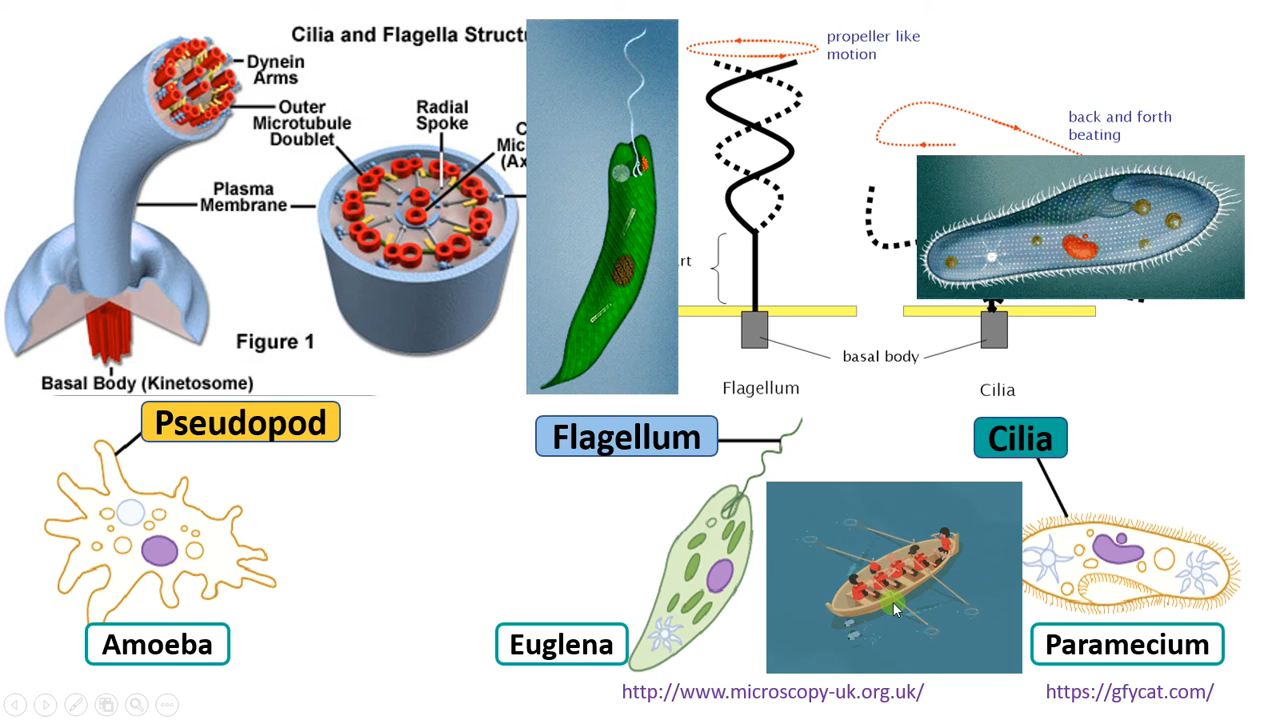 Cilia and Flagella Structu
Dynein
Arms
Outer
Microtubule
Doublet
Radial
Spoke
C
Mic
(Ax
Plasma
Membrane
Figure 1
Basal Body (Kinetosome)
propeller like
motion
back and forth
beating
rt
basal body
Flagellum
Cilia
Pseudopod
Flagellum
Cilia
Amoeba
Euglena
Paramecium
http://www.microscopy-uk.org.uk/
https://gfycat.com/